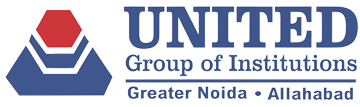 UNITED
Group of Institutions
Greater Noida • Allahabad